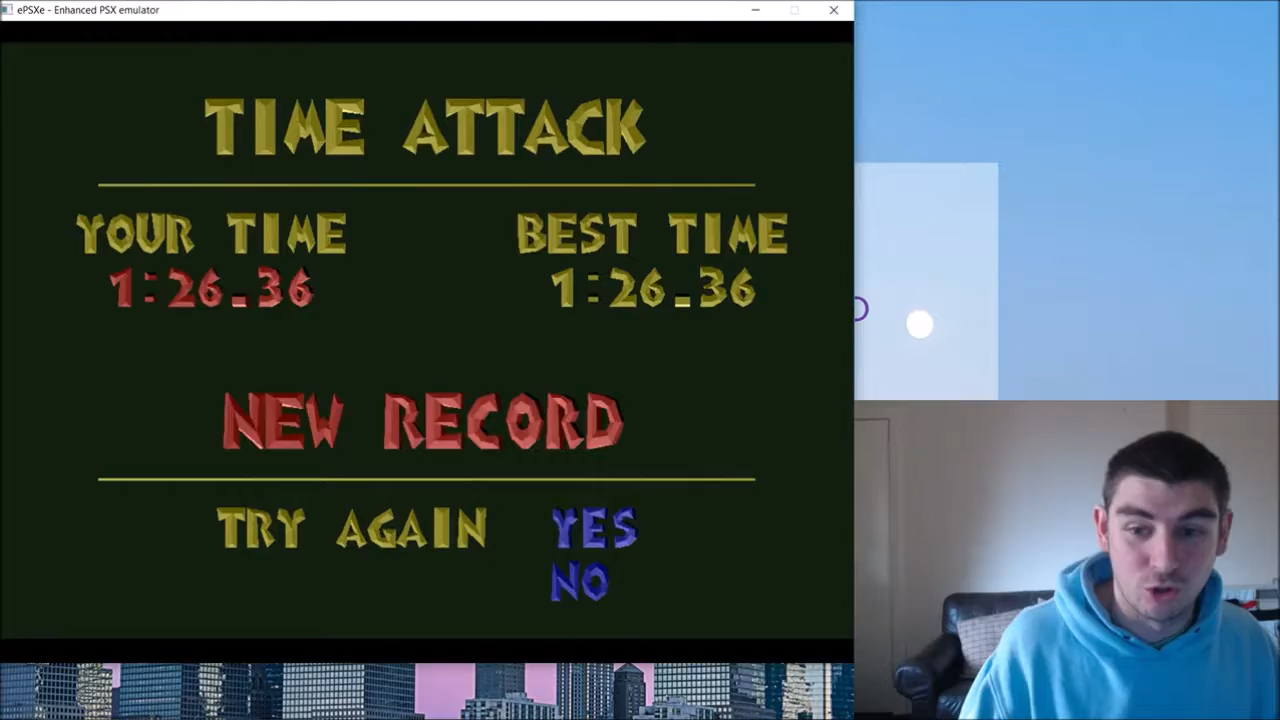 ePSXe - Enhanced PSX emulator
TIME ATTACK
YOUR TIME BEST TIME
1:26.36 1:26.36
NEW RECORD
TRY AGAIN YES
NO